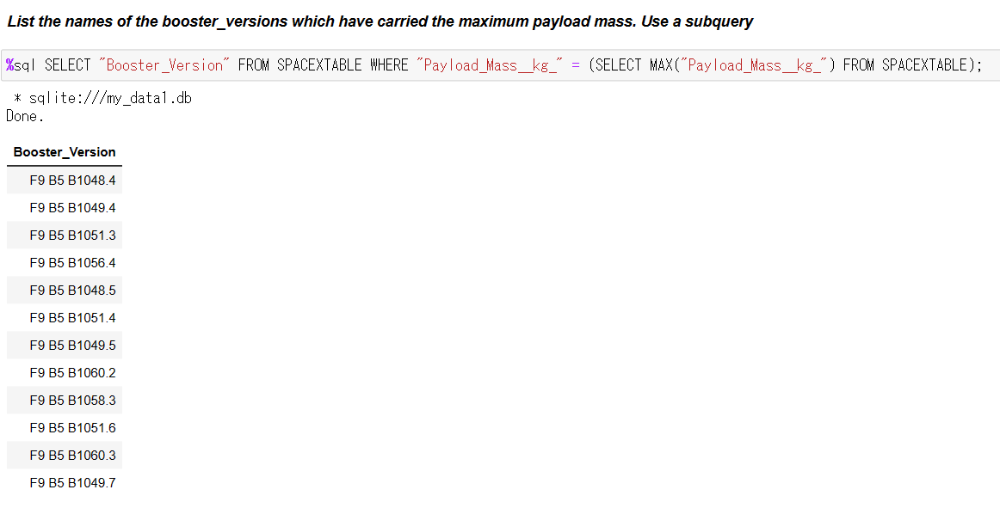 List the names of the booster_versions which have carried the maximum payload mass. Use a subquery
%sql SELECT "Booster_Version" FROM SPACEXTABLE WHERE "Payload_Mass__kg_" = (SELECT MAX("Payload_Mass__kg_") FROM SPACEXTABLE);
* sqlite:///my_data1.db
Done.
Booster_Version
F9 B5 B1048.4
F9 B5 B1049.4
F9 B5 B1051.3
F9 B5 B1056.4
F9 B5 B1048.5
F9 B5 B1051.4
F9 B5 B1049.5
F9 B5 B1060.2
F9 B5 B1058.3
F9 B5 B1051.6
F9 B5 B1060.3
F9 B5 B1049.7